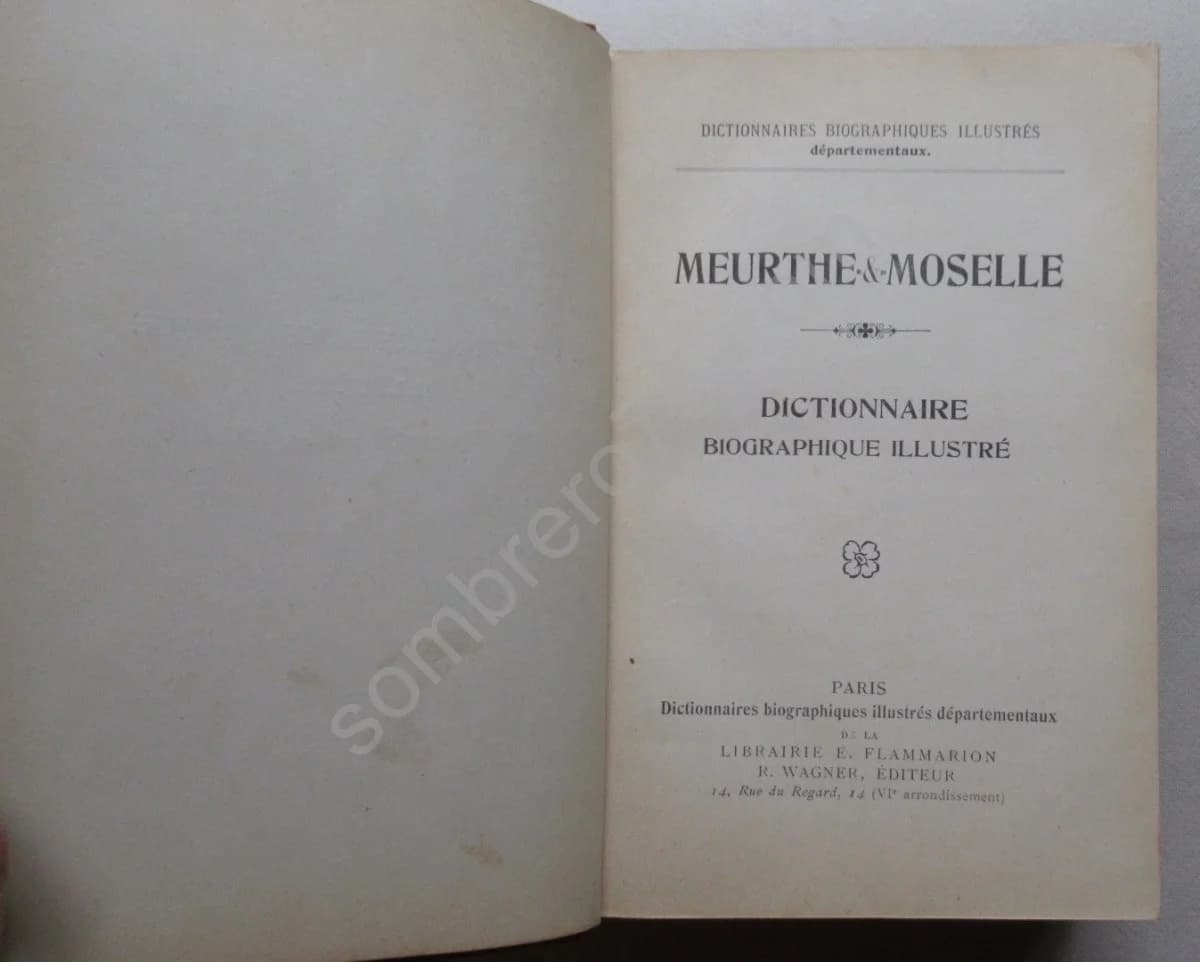 DICTIONNAIRES BIOGRAPHIQUES ILLUSTRÉS
départementaux.
MEURTHE-&-MOSELLE
DICTIONNAIRE
BIOGRAPHIQUE ILLUSTRÉ
PARIS
Dictionnaires biographiques illustrés départementaux
DE LA
LIBRAIRIE E. FLAMMARION
R. WAGNER, ÉDITEUR
14, Rue du Regard, 14 (VIe arrondissement)
sombrero